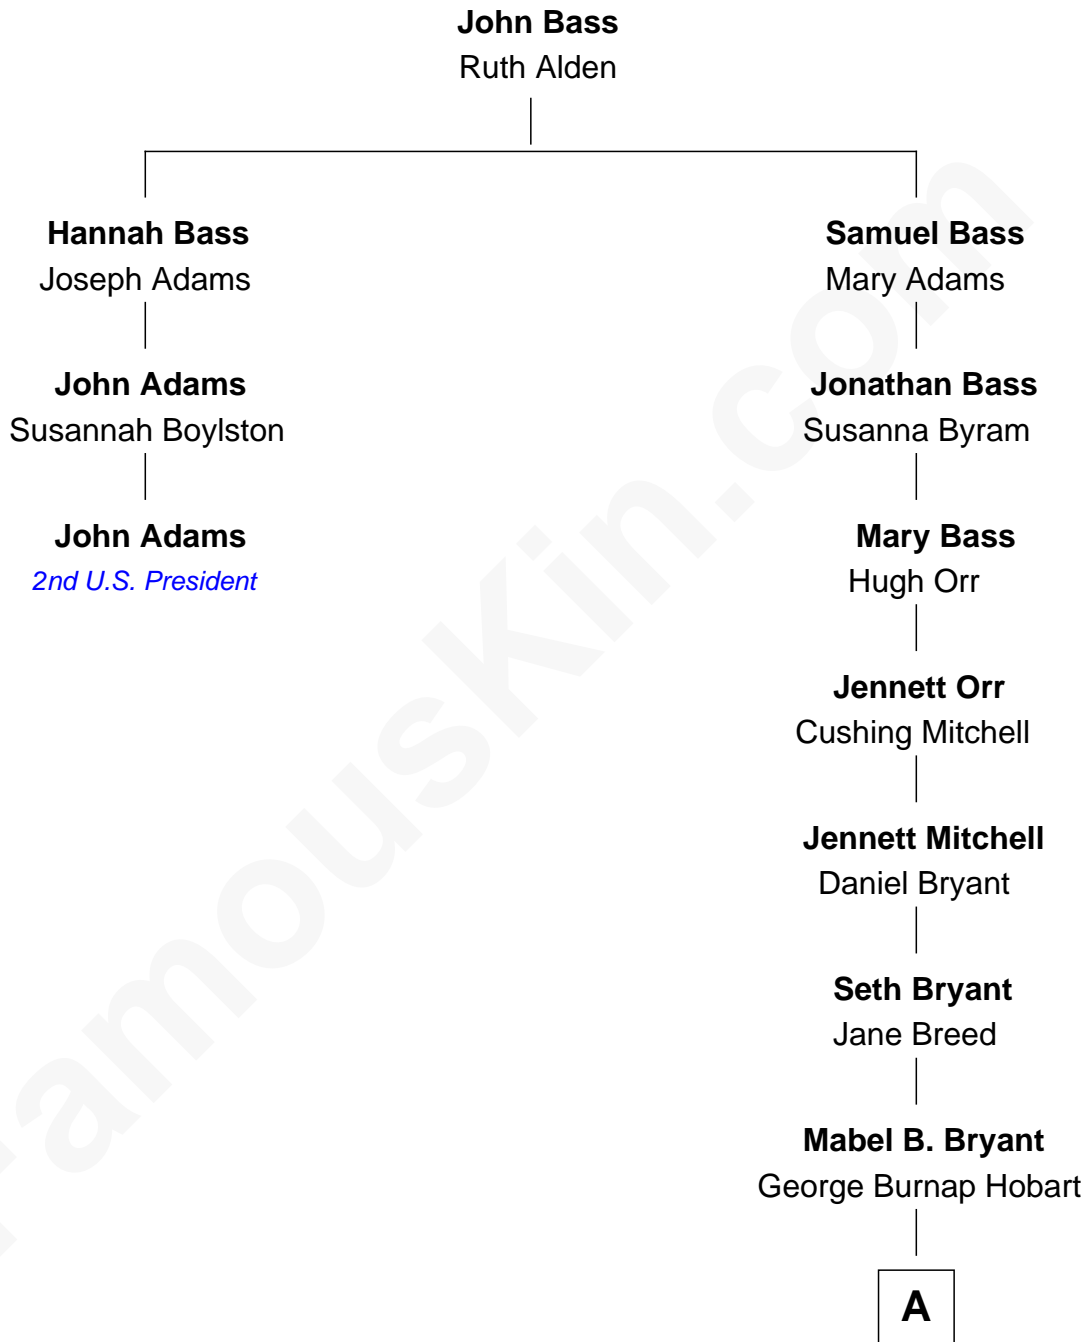 John Bass
Ruth Alden
Hannah Bass
Joseph Adams
Samuel Bass
Mary Adams
John Adams
Susannah Boylston
Jonathan Bass
Susanna Byram
John Adams
2nd U.S. President
Mary Bass
Hugh Orr
Jennett Orr
Cushing Mitchell
Jennett Mitchell
Daniel Bryant
Seth Bryant
Jane Breed
Mabel B. Bryant
George Burnap Hobart
A
FamousKin.com